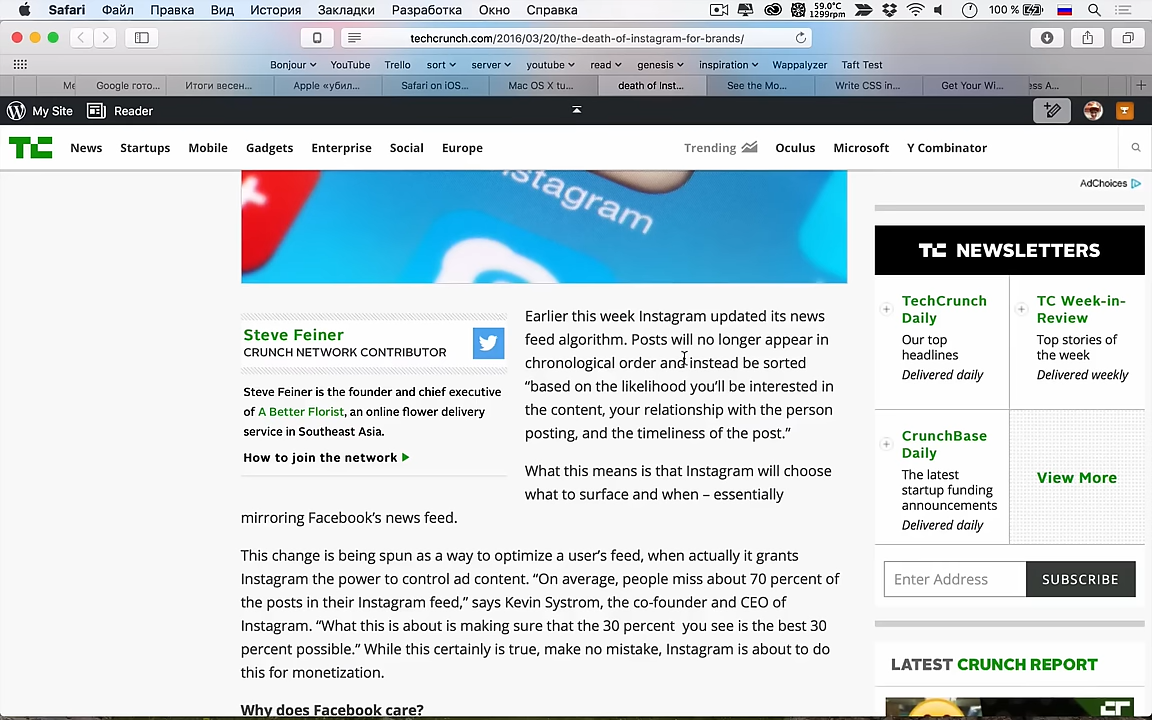 Safari Файл Правка Вид История Закладки Разработка Окно Справка 59.0°C 1299rpm 100 %
techcrunch.com/2016/03/20/the-death-of-instagram-for-brands/
Bonjour YouTube Trello sort server youtube read genesis inspiration Wappalyzer Taft Test
Me Google гото... Итоги весен... Apple «убил... Safari on iOS... Mac OS X tu... death of Inst... See the Mo... Write CSS in... Get Your Wi... ess A...
My Site Reader
TC News Startups Mobile Gadgets Enterprise Social Europe Trending Oculus Microsoft Y Combinator
AdChoices
nstagram
TC NEWSLETTERS
TechCrunch Daily
Our top headlines
Delivered daily
TC Week-in-Review
Top stories of the week
Delivered weekly
CrunchBase Daily
The latest startup funding announcements
Delivered daily
View More
Enter Address SUBSCRIBE
LATEST CRUNCH REPORT
Steve Feiner
CRUNCH NETWORK CONTRIBUTOR
Steve Feiner is the founder and chief executive
of A Better Florist, an online flower delivery
service in Southeast Asia.
How to join the network
Earlier this week Instagram updated its news
feed algorithm. Posts will no longer appear in
chronological order and instead be sorted
“based on the likelihood you’ll be interested in
the content, your relationship with the person
posting, and the timeliness of the post.”
What this means is that Instagram will choose
what to surface and when – essentially
mirroring Facebook’s news feed.
This change is being spun as a way to optimize a user’s feed, when actually it grants
Instagram the power to control ad content. “On average, people miss about 70 percent of
the posts in their Instagram feed,” says Kevin Systrom, the co-founder and CEO of
Instagram. “What this is about is making sure that the 30 percent you see is the best 30
percent possible.” While this certainly is true, make no mistake, Instagram is about to do
this for monetization.
Why does Facebook care?